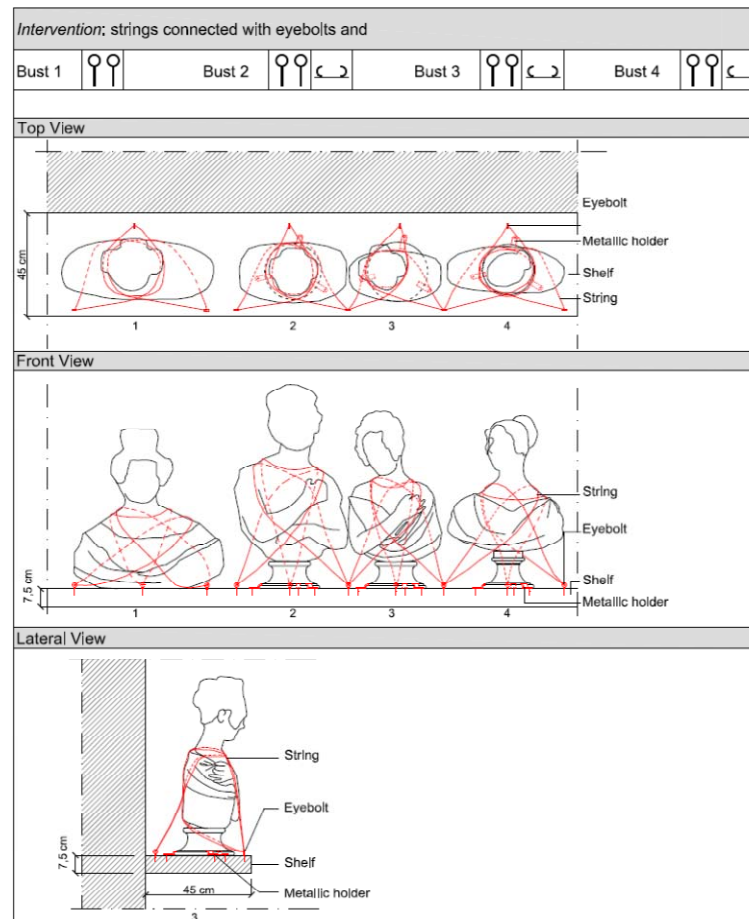 Intervention: strings connected with eyebolts and
Bust 1 Bust 2 Bust 3 Bust 4
Top View
Eyebolt
Metallic holder
45 cm
Shelf
String
1 2 3 4
Front View
String
Eyebolt
Shelf
7,5 cm
Metallic holder
1 2 3 4
Lateral View
String
Eyebolt
7,5 cm
Shelf
45 cm
Metallic holder
3